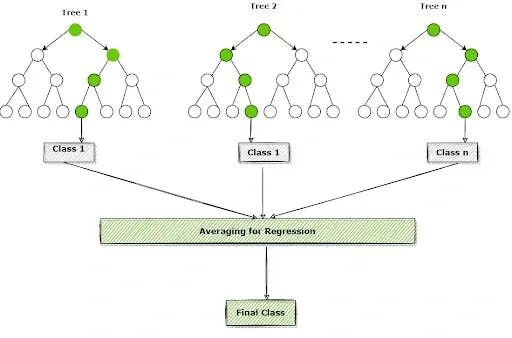 Tree 1
Tree 2
Tree n
Class 1
Class 1
Class n
Averaging for Regression
Final Class